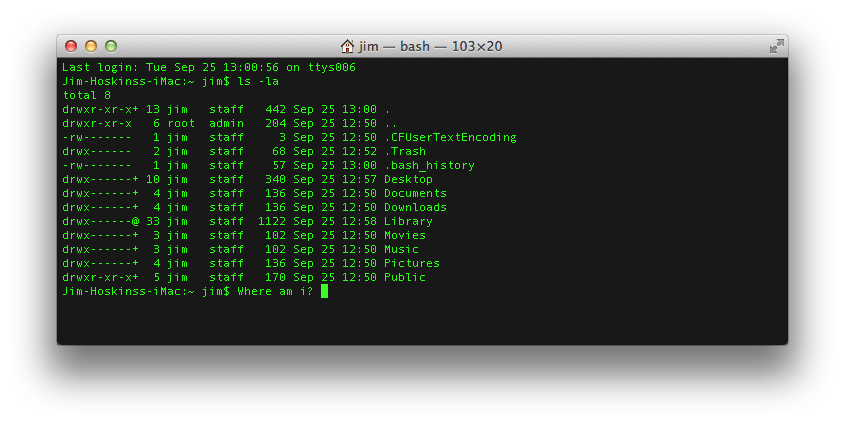 jim — bash — 103×20
Last login: Tue Sep 25 13:00:56 on ttys006
Jim-Hoskinss-iMac:~ jim$ ls -la
total 8
drwxr-xr-x+ 13 jim   staff   442 Sep 25 13:00 .
drwxr-xr-x   6 root  admin   204 Sep 25 12:50 ..
-rw-------   1 jim   staff     3 Sep 25 12:50 .CFUserTextEncoding
drwx------   2 jim   staff    68 Sep 25 12:52 .Trash
-rw-------   1 jim   staff    57 Sep 25 13:00 .bash_history
drwx------+ 10 jim   staff   340 Sep 25 12:57 Desktop
drwx------+  4 jim   staff   136 Sep 25 12:50 Documents
drwx------+  4 jim   staff   136 Sep 25 12:50 Downloads
drwx------@ 33 jim   staff  1122 Sep 25 12:58 Library
drwx------+  3 jim   staff   102 Sep 25 12:50 Movies
drwx------+  3 jim   staff   102 Sep 25 12:50 Music
drwx------+  4 jim   staff   136 Sep 25 12:50 Pictures
drwxr-xr-x+  5 jim   staff   170 Sep 25 12:50 Public
Jim-Hoskinss-iMac:~ jim$ Where am i?